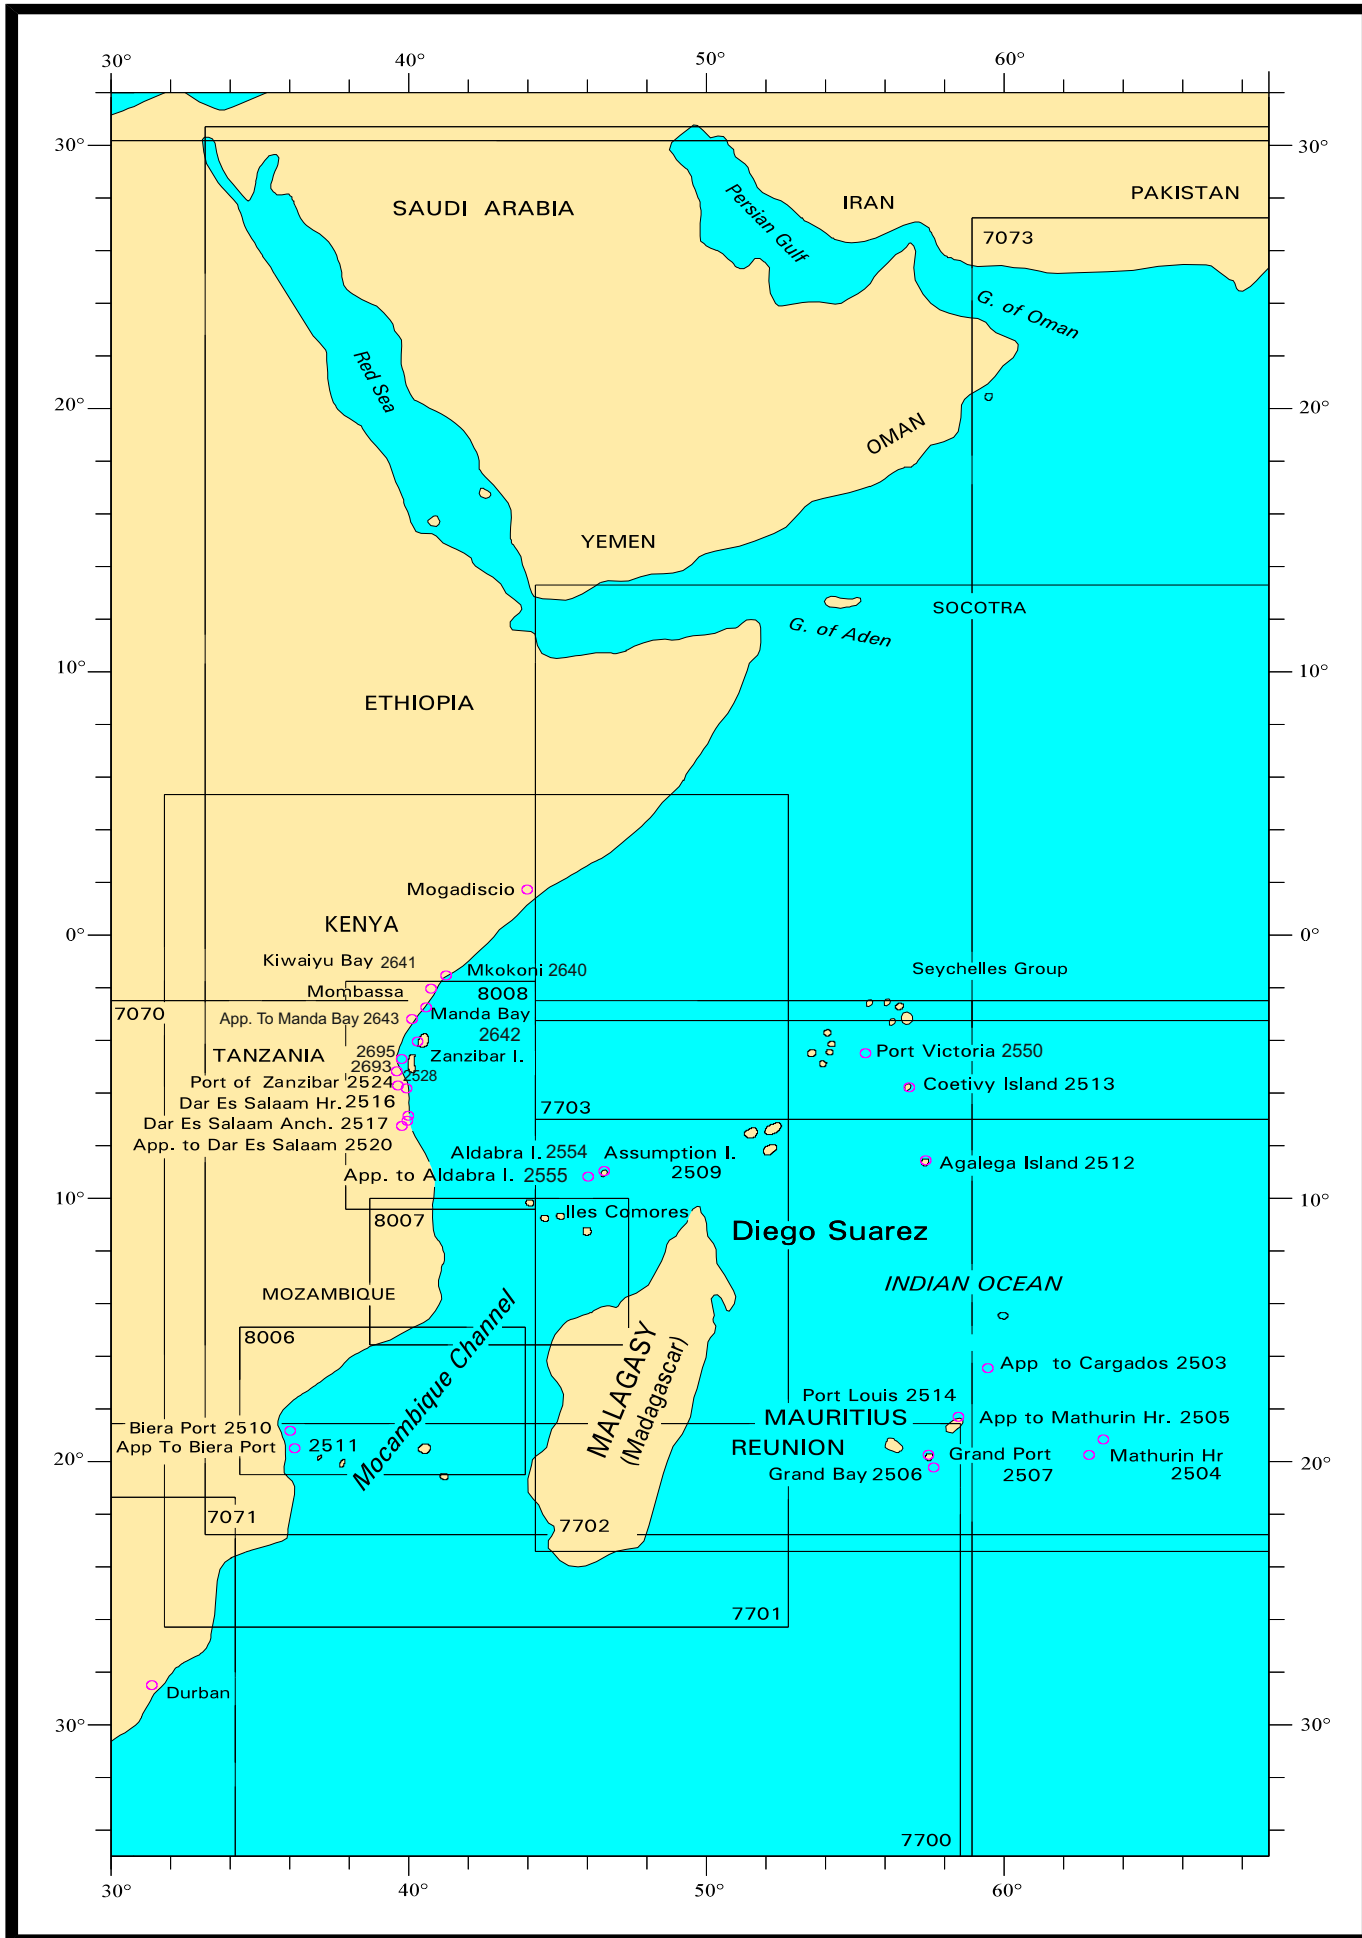 30° 40° 50° 60°
30° 30°
PAKISTAN
IRAN
SAUDI ARABIA
Persian Gulf
7073
G. of Oman
Red Sea
20° 20°
OMAN
YEMEN
SOCOTRA
G. of Aden
10° 10°
ETHIOPIA
Mogadiscio
KENYA
0° 0°
Kiwaiyu Bay 2641
Mkokoni 2640
Seychelles Group
Mombassa
8008
7070
App. To Manda Bay 2643
Manda Bay
2642
TANZANIA
2695
Zanzibar I.
Port Victoria 2550
2693
2528
Port of Zanzibar 2524
Coetivy Island 2513
Dar Es Salaam Hr. 2516
7703
Dar Es Salaam Anch. 2517
App. to Dar Es Salaam 2520
Aldabra I. 2554
Assumption I.
2509
Agalega Island 2512
App. to Aldabra I. 2555
10° 10°
8007
Iles Comores
Diego Suarez
INDIAN OCEAN
MOZAMBIQUE
8006
Mocambique Channel
MALAGASY
(Madagascar)
App to Cargados 2503
Port Louis 2514
MAURITIUS
App to Mathurin Hr. 2505
Biera Port 2510
App To Biera Port 2511
REUNION
Grand Port
2507
Mathurin Hr
2504
20° 20°
Grand Bay 2506
7071
7702
7701
Durban
30° 30°
7700
30° 40° 50° 60°